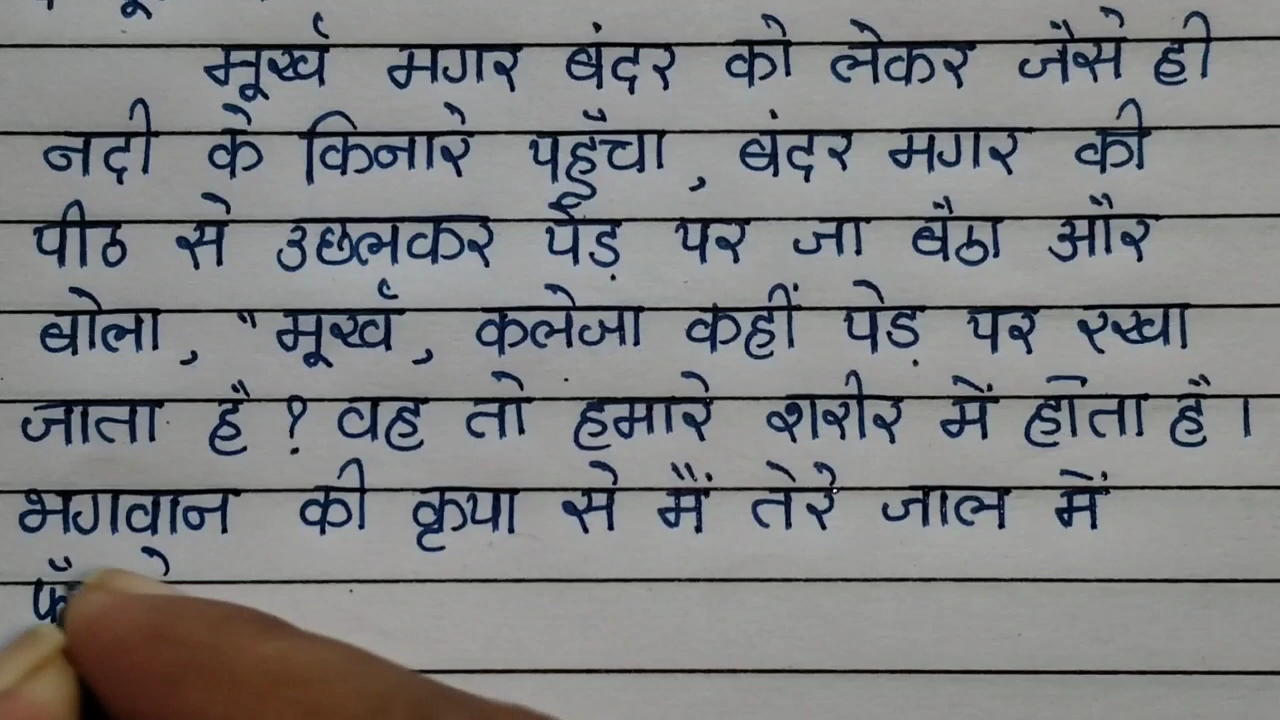 मूर्ख मगर बंदर को लेकर जैसे ही
नदी के किनारे पहुँचा, बंदर मगर की
पीठ से उछलकर पेड़ पर जा बैठा और
बोला, "मूर्ख, कलेजा कहीं पेड़ पर रखा
जाता है? वह तो हमारे शरीर में होता है।
भगवान की कृपा से मैं तेरे जाल में